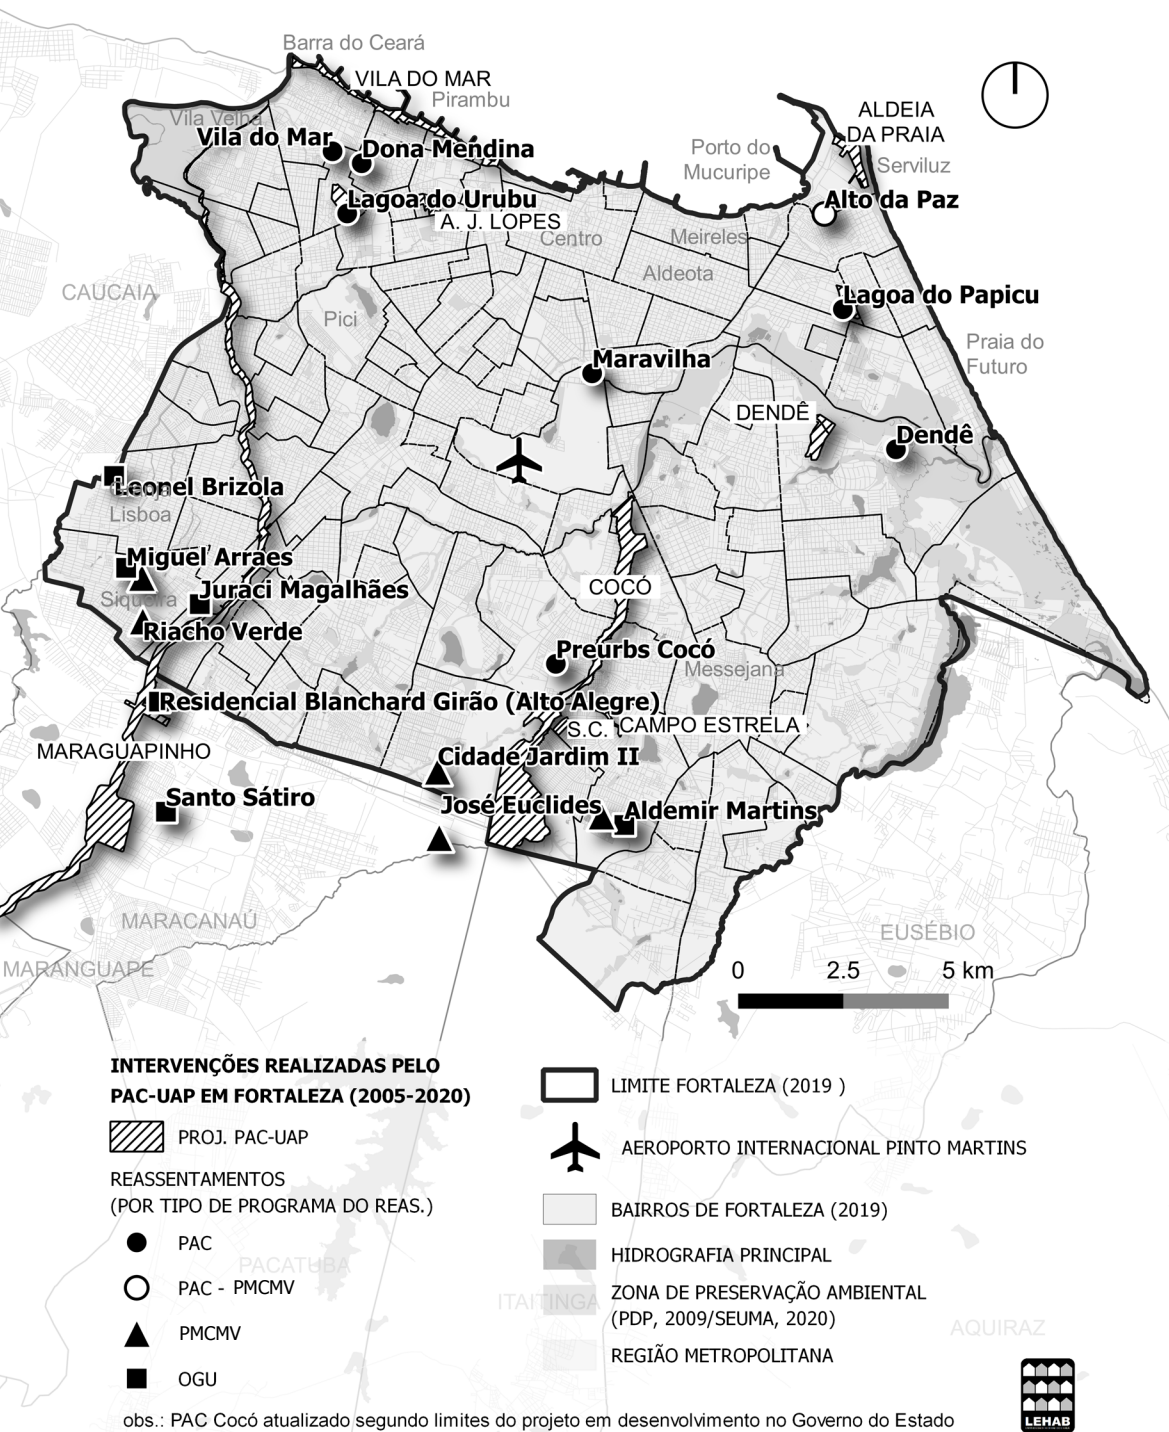 Barra do Ceará
VILA DO MAR
Pirambu
ALDEIA
DA PRAIA
Vila Velha
Vila do Mar
Dona Mendina
Porto do
Mucuripe
Serviluz
Lagoa do Urubu
Alto da Paz
A. J. LOPES
Centro
Meireles
Aldeota
CAUCAIA
Lagoa do Papicu
Pici
Praia do
Futuro
Maravilha
DENDÊ
Dendê
Leonel Brizola
Lisboa
Miguel Arraes
Juraci Magalhães
COCÓ
Siqueira
Riacho Verde
Preurbs Cocó
Messejana
Residencial Blanchard Girão (Alto Alegre)
S.C.
CAMPO ESTRELA
MARAGUAPINHO
Cidade Jardim II
Santo Sátiro
José Euclides
Aldemir Martins
MARACANAÚ
EUSÉBIO
MARANGUAPE
0 2.5 5 km
INTERVENÇÕES REALIZADAS PELO
PAC-UAP EM FORTALEZA (2005-2020)
PROJ. PAC-UAP
REASSENTAMENTOS
(POR TIPO DE PROGRAMA DO REAS.)
PAC
PAC - PMCMV
PMCMV
OGU
LIMITE FORTALEZA (2019 )
AEROPORTO INTERNACIONAL PINTO MARTINS
BAIRROS DE FORTALEZA (2019)
HIDROGRAFIA PRINCIPAL
ZONA DE PRESERVAÇÃO AMBIENTAL
(PDP, 2009/SEUMA, 2020)
REGIÃO METROPOLITANA
PACATUBA
ITAITINGA
AQUIRAZ
obs.: PAC Cocó atualizado segundo limites do projeto em desenvolvimento no Governo do Estado
LEHAB